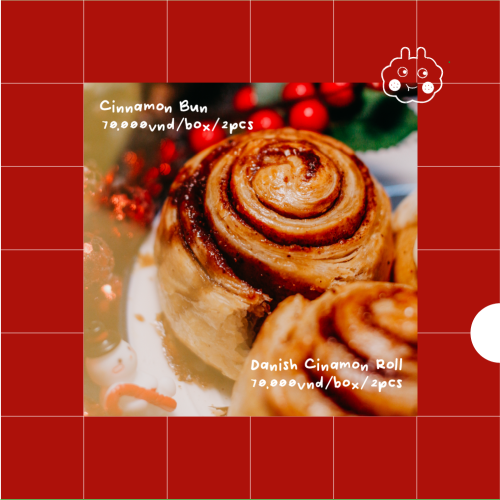 Cinnamon Bun
70,000vnd/box/2pcs
Danish Cinamon Roll
70,000vnd/box/2pcs